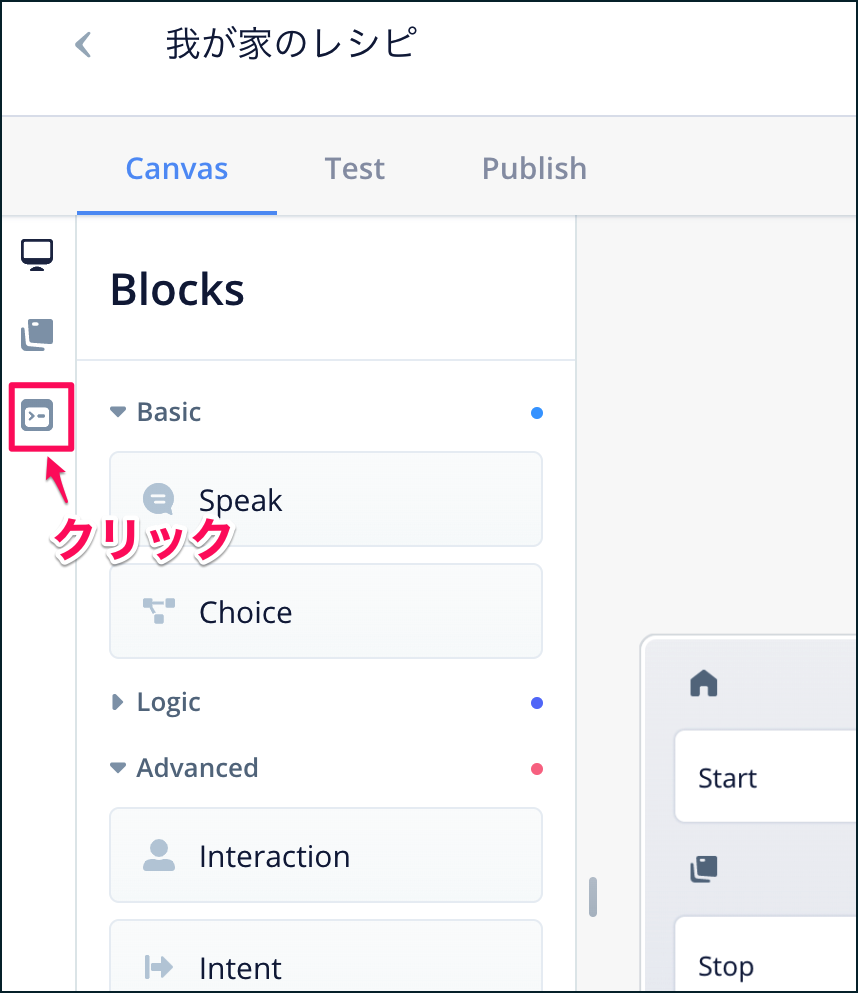 我が家のレシピ
Canvas Test Publish
Blocks
Basic
Speak
クリック
Choice
Logic
Advanced
Interaction
Intent
Start
Stop